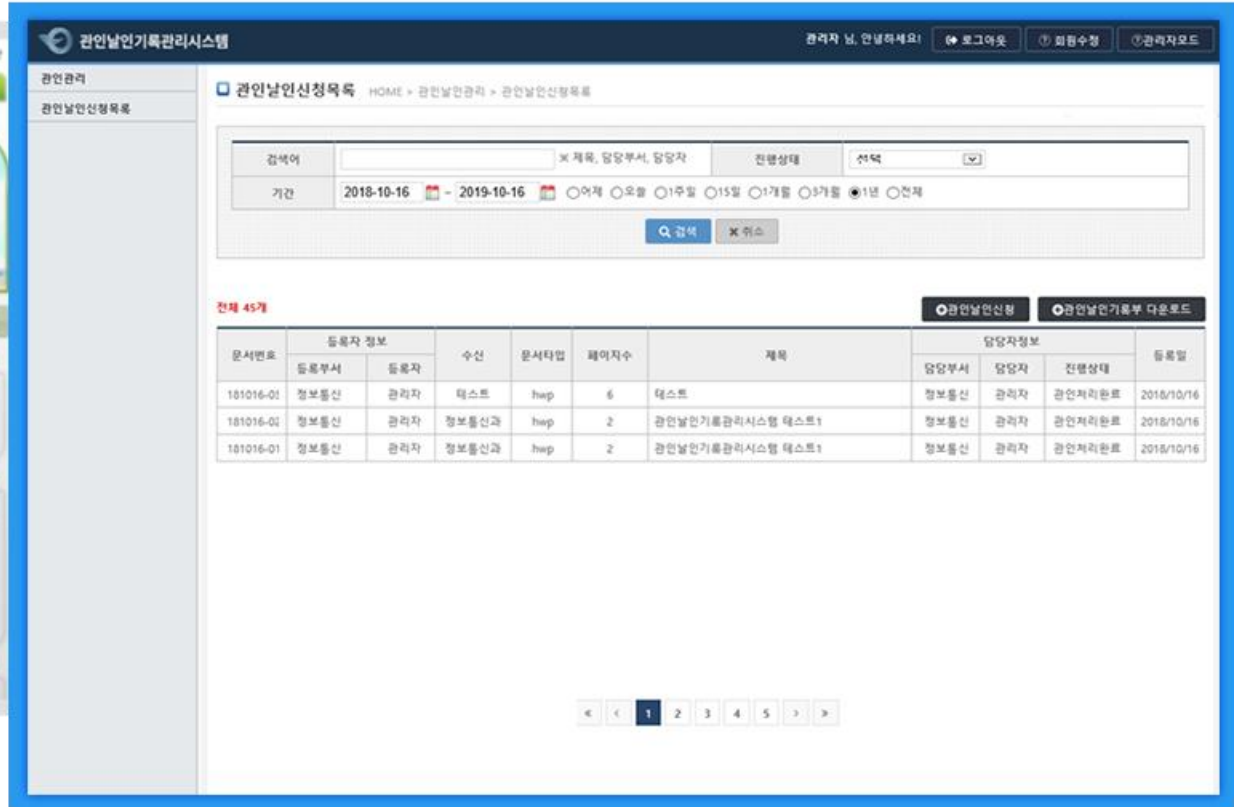 관인날인기록관리시스템 관리자 님, 안녕하세요! 로그아웃 회원수정 관리자모드
관인관리
관인날인신청목록
관인날인신청목록 HOME > 관인날인관리 > 관인날인신청목록
검색어 ※ 제목, 담당부서, 담당자 진행상태 선택
기간 2018-10-16 ~ 2019-10-16 어제 오늘 1주일 15일 1개월 3개월 1년 전체
검색 취소
전체 45개 관인날인신청 관인날인기록부 다운로드
문서번호 등록자 정보 수신 문서타입 페이지수 제목 담당자정보 등록일
등록부서 등록자 담당부서 담당자 진행상태
181016-03 정보통신 관리자 테스트 hwp 6 테스트 정보통신 관리자 관인처리완료 2018/10/16
181016-02 정보통신 관리자 정보통신과 hwp 2 관인날인기록관리시스템 테스트1 정보통신 관리자 관인처리완료 2018/10/16
181016-01 정보통신 관리자 정보통신과 hwp 2 관인날인기록관리시스템 테스트1 정보통신 관리자 관인처리완료 2018/10/16
« ‹ 1 2 3 4 5 › »